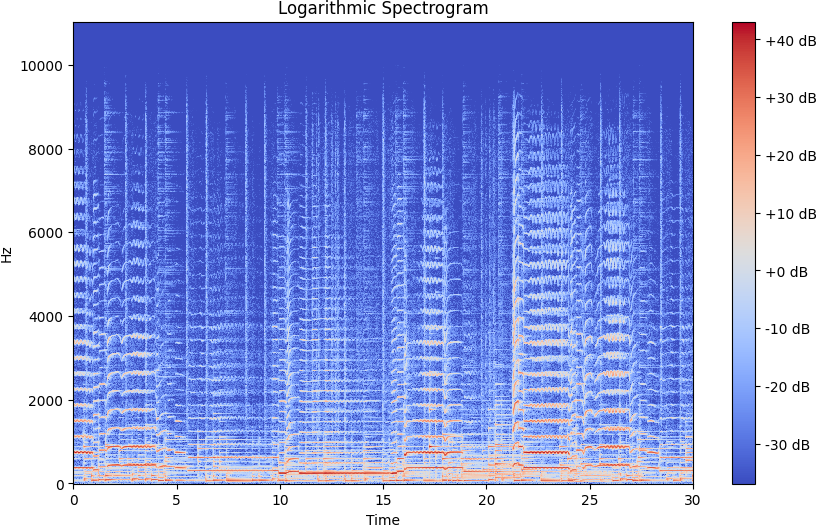 Logarithmic Spectrogram
Hz
10000
8000
6000
4000
2000
0
0 5 10 15 20 25 30
Time
+40 dB
+30 dB
+20 dB
+10 dB
+0 dB
-10 dB
-20 dB
-30 dB